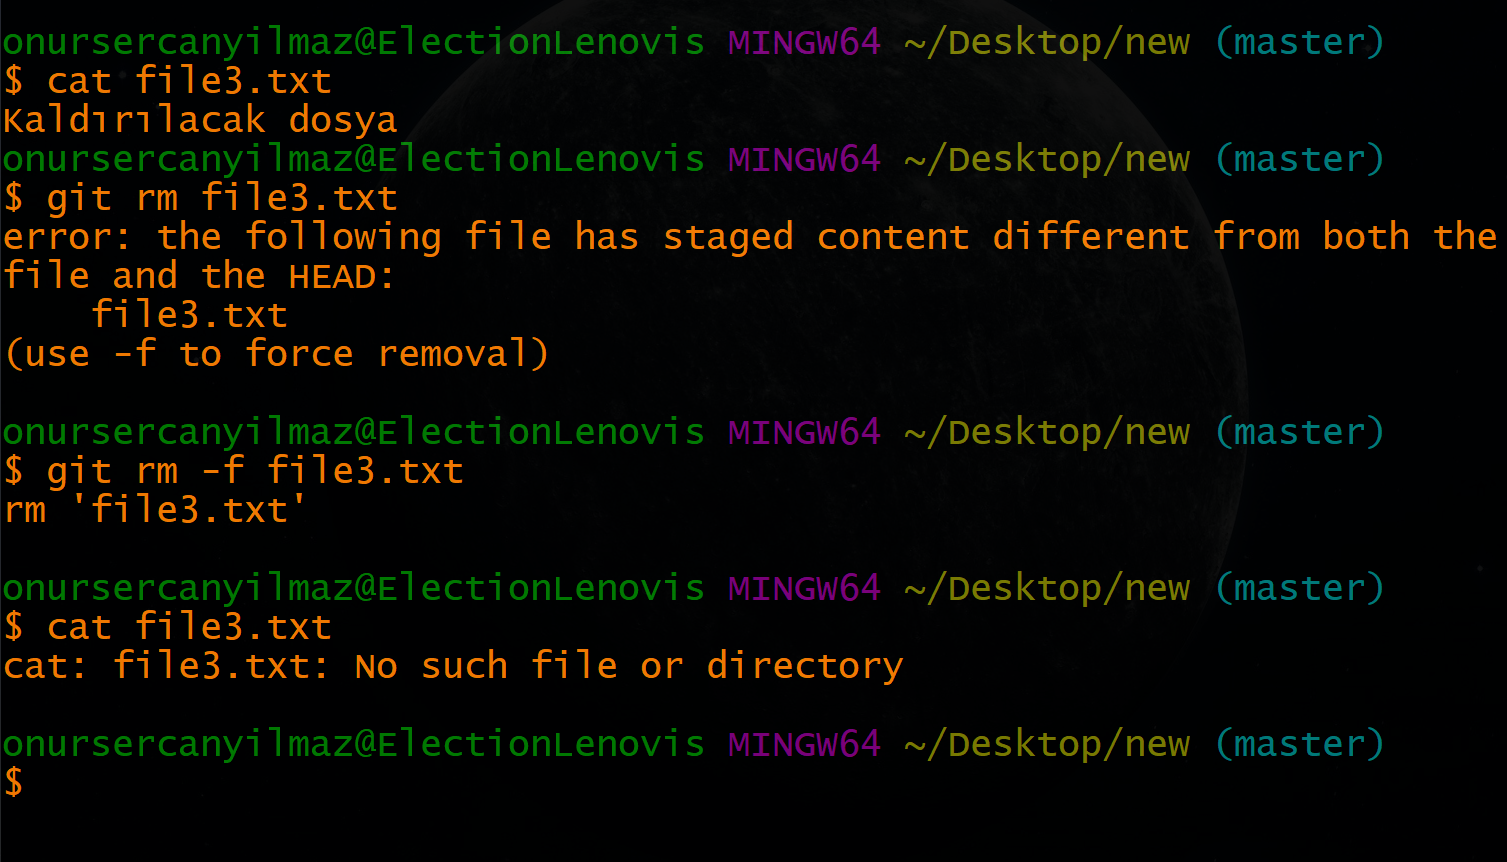 onursercanyilmaz@ElectionLenovis MINGW64 ~/Desktop/new (master)
$ cat file3.txt
Kaldırılacak dosya
onursercanyilmaz@ElectionLenovis MINGW64 ~/Desktop/new (master)
$ git rm file3.txt
error: the following file has staged content different from both the
file and the HEAD:
    file3.txt
(use -f to force removal)
onursercanyilmaz@ElectionLenovis MINGW64 ~/Desktop/new (master)
$ git rm -f file3.txt
rm 'file3.txt'
onursercanyilmaz@ElectionLenovis MINGW64 ~/Desktop/new (master)
$ cat file3.txt
cat: file3.txt: No such file or directory
onursercanyilmaz@ElectionLenovis MINGW64 ~/Desktop/new (master)
$